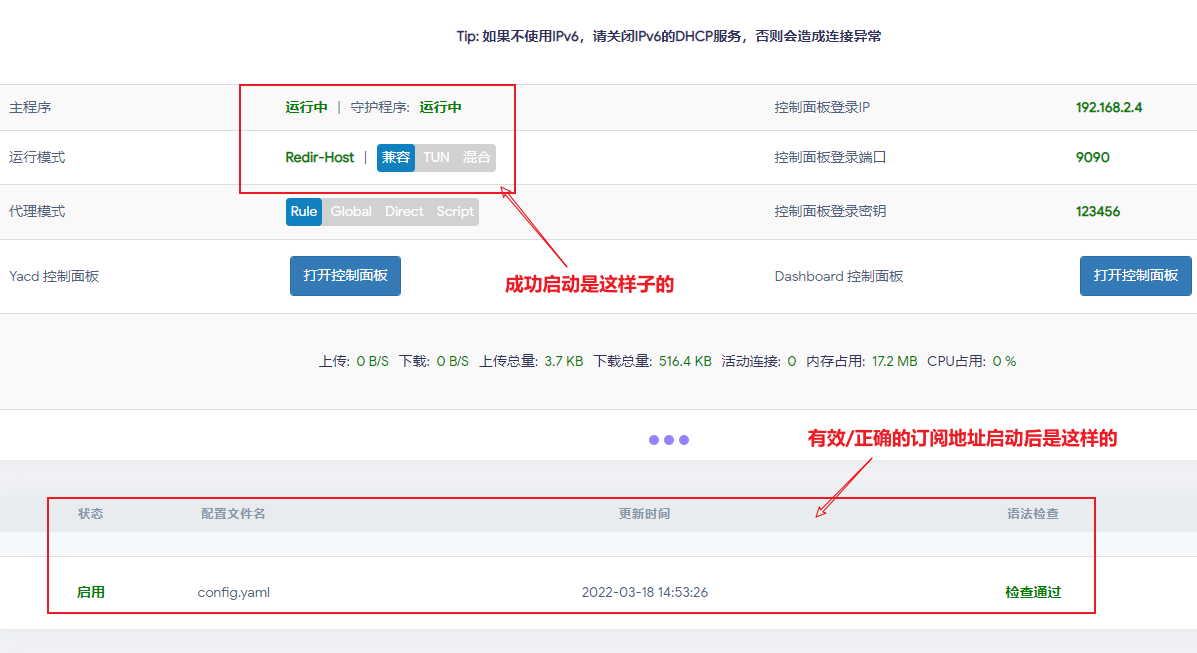 Tip: 如果不使用IPv6，请关闭IPv6的DHCP服务，否则会造成连接异常
主程序 运行中 | 守护程序: 运行中 控制面板登录IP 192.168.2.4
运行模式 Redir-Host | 兼容 TUN 混合 控制面板登录端口 9090
代理模式 Rule Global Direct Script 控制面板登录密钥 123456
Yacd 控制面板 打开控制面板 Dashboard 控制面板 打开控制面板
成功启动是这样子的
上传: 0 B/S 下载: 0 B/S 上传总量: 3.7 KB 下载总量: 516.4 KB 活动连接: 0 内存占用: 17.2 MB CPU占用: 0 %
有效/正确的订阅地址启动后是这样的
状态 配置文件名 更新时间 语法检查
启用 config.yaml 2022-03-18 14:53:26 检查通过